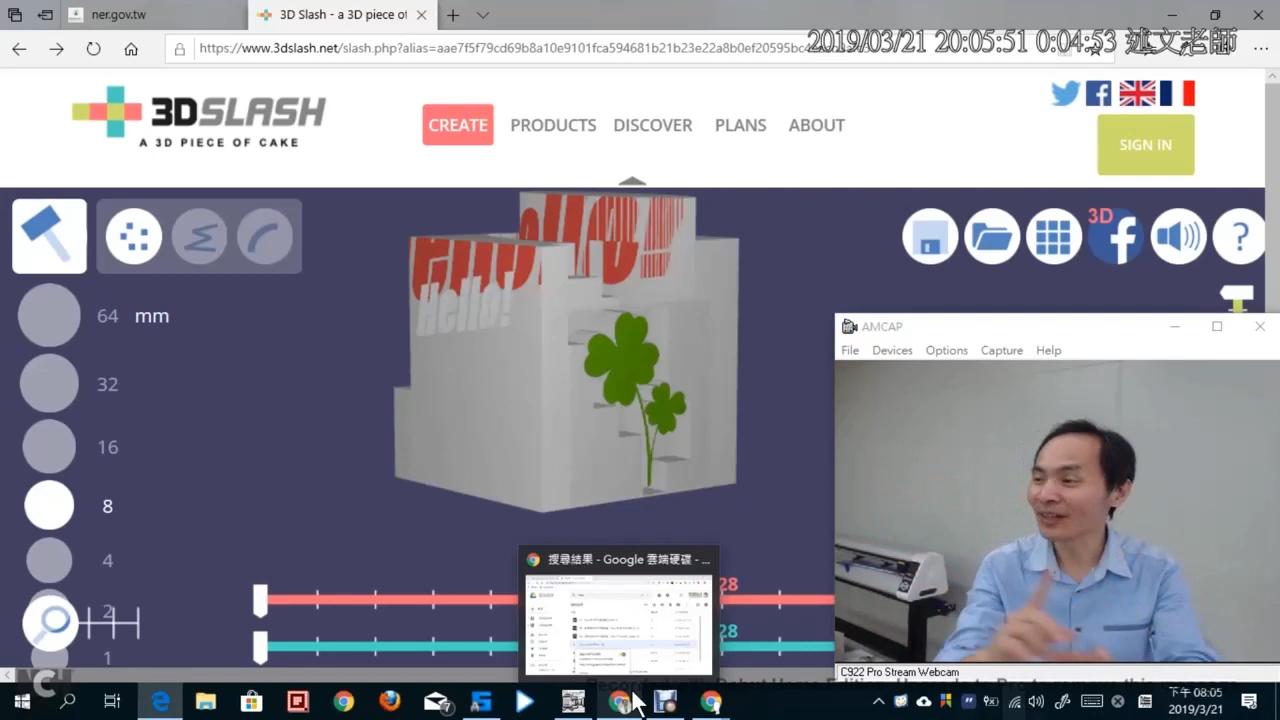 ner.gov.tw
3D Slash - a 3D piece of
https://www.3dslash.net/slash.php?alias=aae7f5f79cd69b8a10e9101fca594681b21b23e22a8b0ef20595bc4
2019/03/21 20:05:51 0:04:53 述文老師
3DSLASH
A 3D PIECE OF CAKE
CREATE PRODUCTS DISCOVER PLANS ABOUT
SIGN IN
3D
Hello!
64 mm
32
16
8
4
2
1
28
28
AMCAP
File Devices Options Capture Help
搜尋結果 - Google 雲端硬碟 - ...
C922 Pro Stream Webcam
下午 08:05
2019/3/21